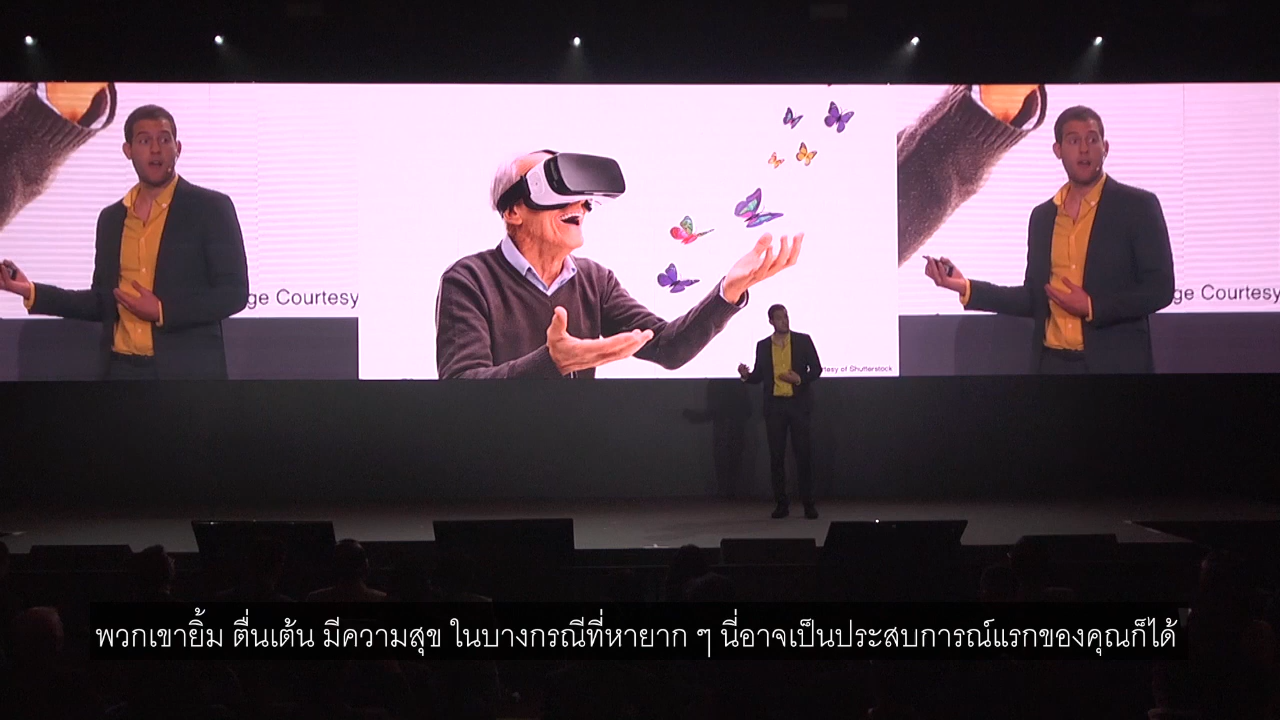 ge Courtesy
rtesy of Shutterstock
ge Courtesy
พวกเขายิ้ม ตื่นเต้น มีความสุข ในบางกรณีที่หายาก ๆ นี่อาจเป็นประสบการณ์แรกของคุณก็ได้